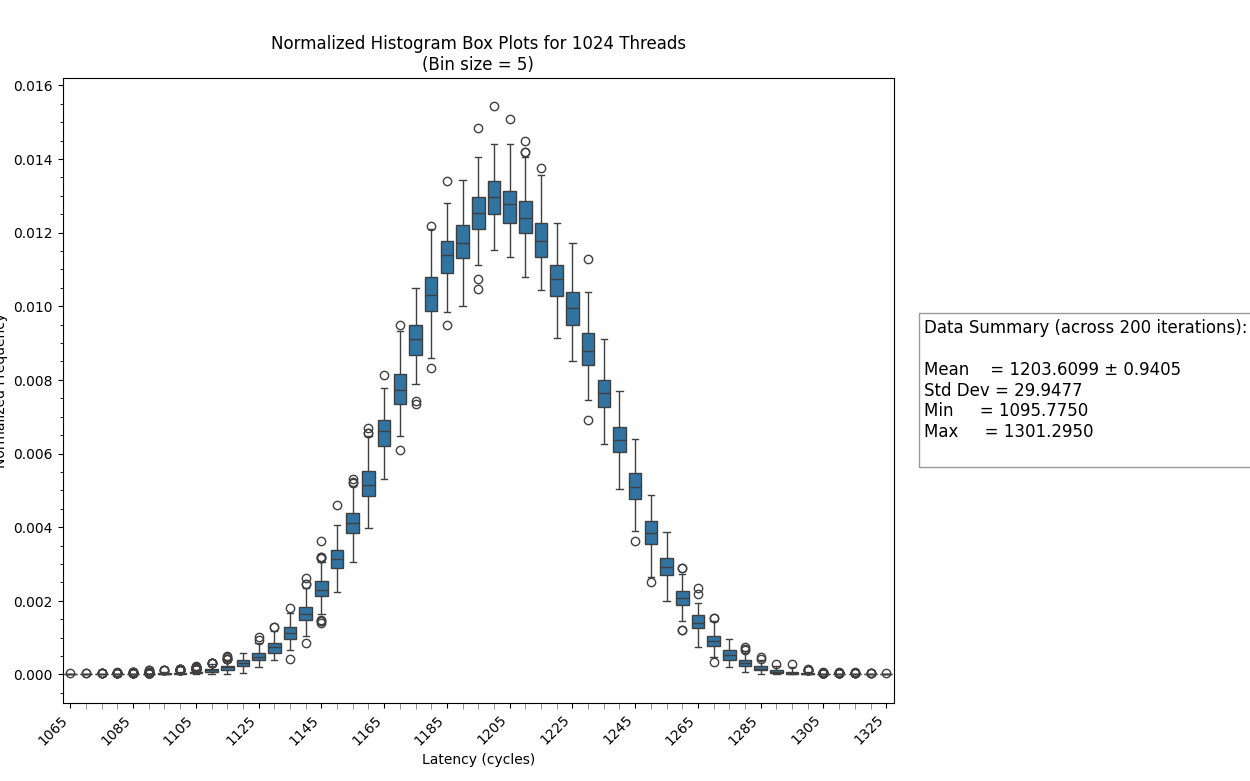 Normalized Histogram Box Plots for 1024 Threads
(Bin size = 5)
Normalized Frequency
0.016
0.014
0.012
0.010
0.008
0.006
0.004
0.002
0.000
1065 1085 1105 1125 1145 1165 1185 1205 1225 1245 1265 1285 1305 1325
Latency (cycles)
Data Summary (across 200 iterations):
Mean = 1203.6099 ± 0.9405
Std Dev = 29.9477
Min = 1095.7750
Max = 1301.2950